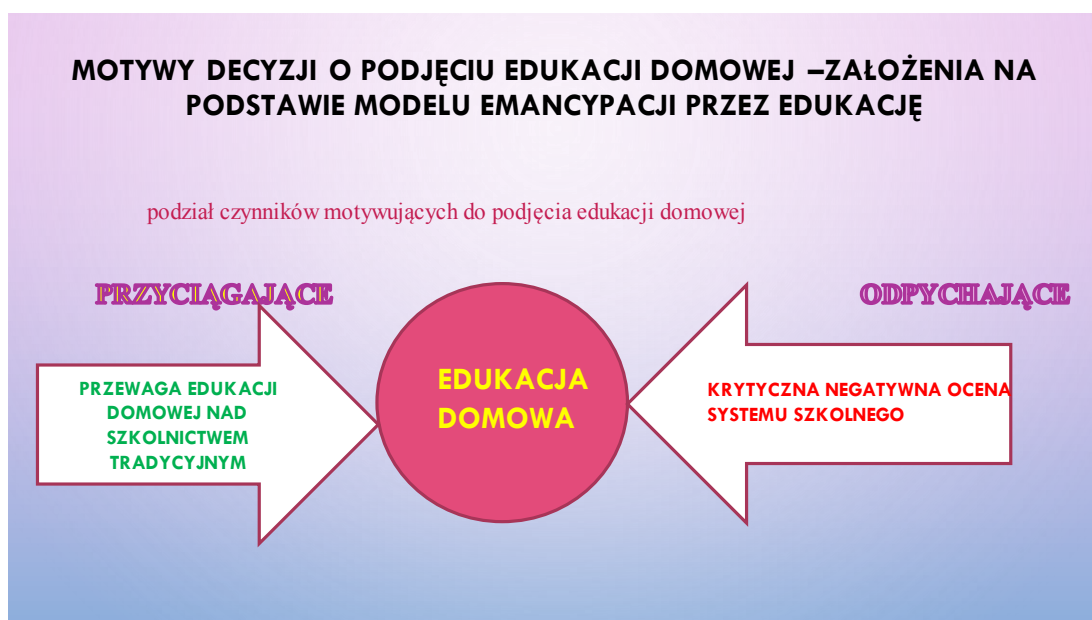 MOTYWY DECYZJI O PODJĘCIU EDUKACJI DOMOWEJ –ZAŁOŻENIA NA
PODSTAWIE MODELU EMANCYPACJI PRZEZ EDUKACJĘ
podział czynników motywujących do podjęcia edukacji domowej
PRZYCIĄGAJĄCE
ODPYCHAJĄCE
PRZEWAGA EDUKACJI
DOMOWEJ NAD
SZKOLNICTWEM
TRADYCYJNYM
EDUKACJA
DOMOWA
KRYTYCZNA NEGATYWNA OCENA
SYSTEMU SZKOLNEGO